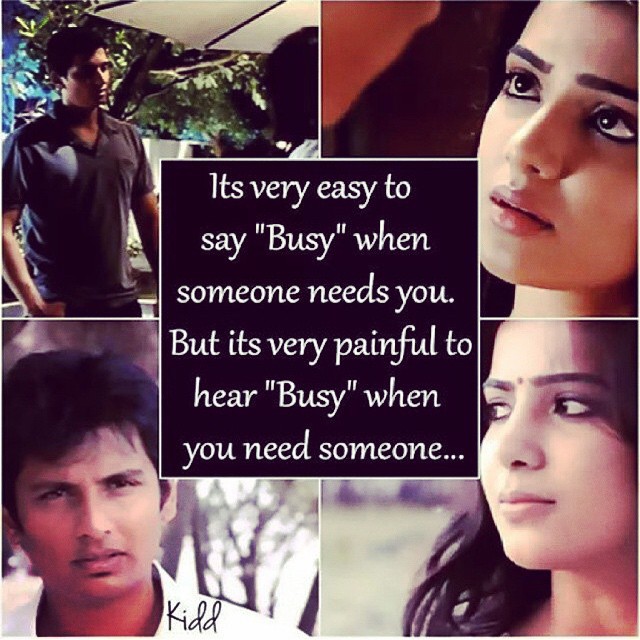 Its very easy to
say "Busy" when
someone needs you.
But its very painful to
hear "Busy" when
you need someone...
Kidd